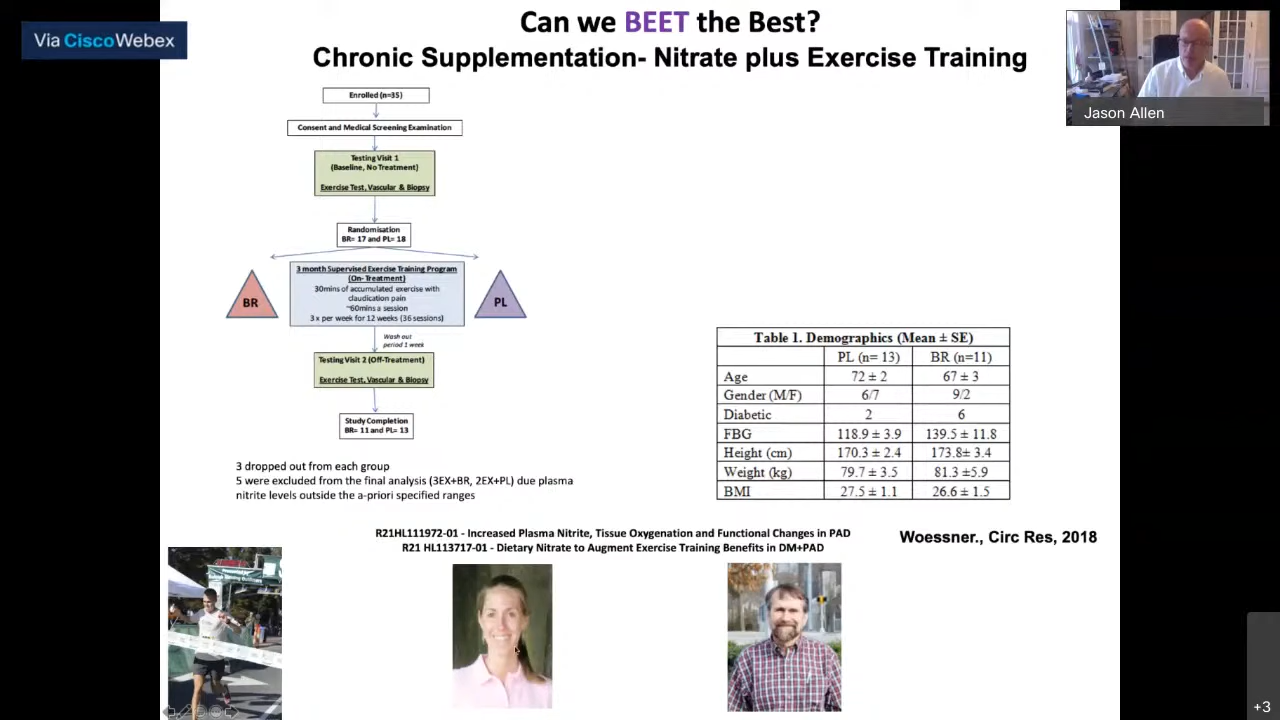 Via CiscoWebex
Can we BEET the Best?
Chronic Supplementation- Nitrate plus Exercise Training
Jason Allen
Enrolled (n=35)
Consent and Medical Screening Examination
Testing Visit 1
(Baseline, No Treatment)
Exercise Test, Vascular & Biopsy
Randomisation
BR= 17 and PL= 18
BR
3 month Supervised Exercise Training Program
(On- Treatment)
30mins of accumulated exercise with
claudication pain
~60mins a session
3 x per week for 12 weeks (36 sessions)
PL
Wash out
period 1 week
Testing Visit 2 (Off-Treatment)
Exercise Test, Vascular & Biopsy
Study Completion
BR= 11 and PL= 13
3 dropped out from each group
5 were excluded from the final analysis (3EX+BR, 2EX+PL) due plasma
nitrite levels outside the a-priori specified ranges
Table 1. Demographics (Mean ± SE)
PL (n= 13) BR (n=11)
Age 72 ± 2 67 ± 3
Gender (M/F) 6/7 9/2
Diabetic 2 6
FBG 118.9 ± 3.9 139.5 ± 11.8
Height (cm) 170.3 ± 2.4 173.8± 3.4
Weight (kg) 79.7 ± 3.5 81.3 ±5.9
BMI 27.5 ± 1.1 26.6 ± 1.5
R21HL111972-01 - Increased Plasma Nitrite, Tissue Oxygenation and Functional Changes in PAD
R21 HL113717-01 - Dietary Nitrate to Augment Exercise Training Benefits in DM+PAD
Woessner., Circ Res, 2018
+3